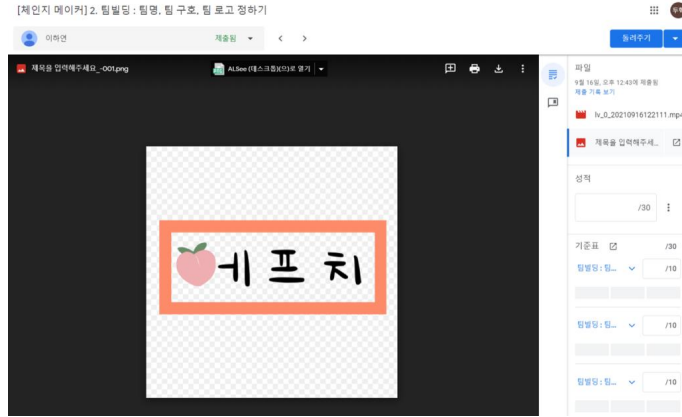 [체인지 메이커] 2. 팀빌딩 : 팀명, 팀 구호, 팀 로고 정하기
이하연
제출됨
돌려주기
제목을 입력해주세요_-001.png
ALSee (데스크톱)(으)로 열기
파일
9월 16일, 오후 12:43에 제출됨
제출 기록 보기
lv_0_20210916122111.mp4
제목을 입력해주세...
성적
/30
기준표
/30
팀빌딩 : 팀...
/10
팀빌딩 : 팀...
/10
팀빌딩 : 팀...
/10
에프치